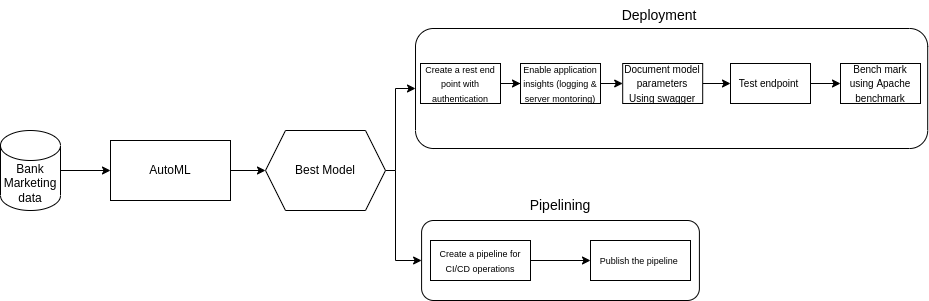 Deployment
Create a rest end
point with
authentication
Enable application
insights (logging &
server montoring)
Document model
parameters
Using swagger
Test endpoint
Bench mark
using Apache
benchmark
Bank
Marketing
data
AutoML
Best Model
Pipelining
Create a pipeline for
CI/CD operations
Publish the pipeline